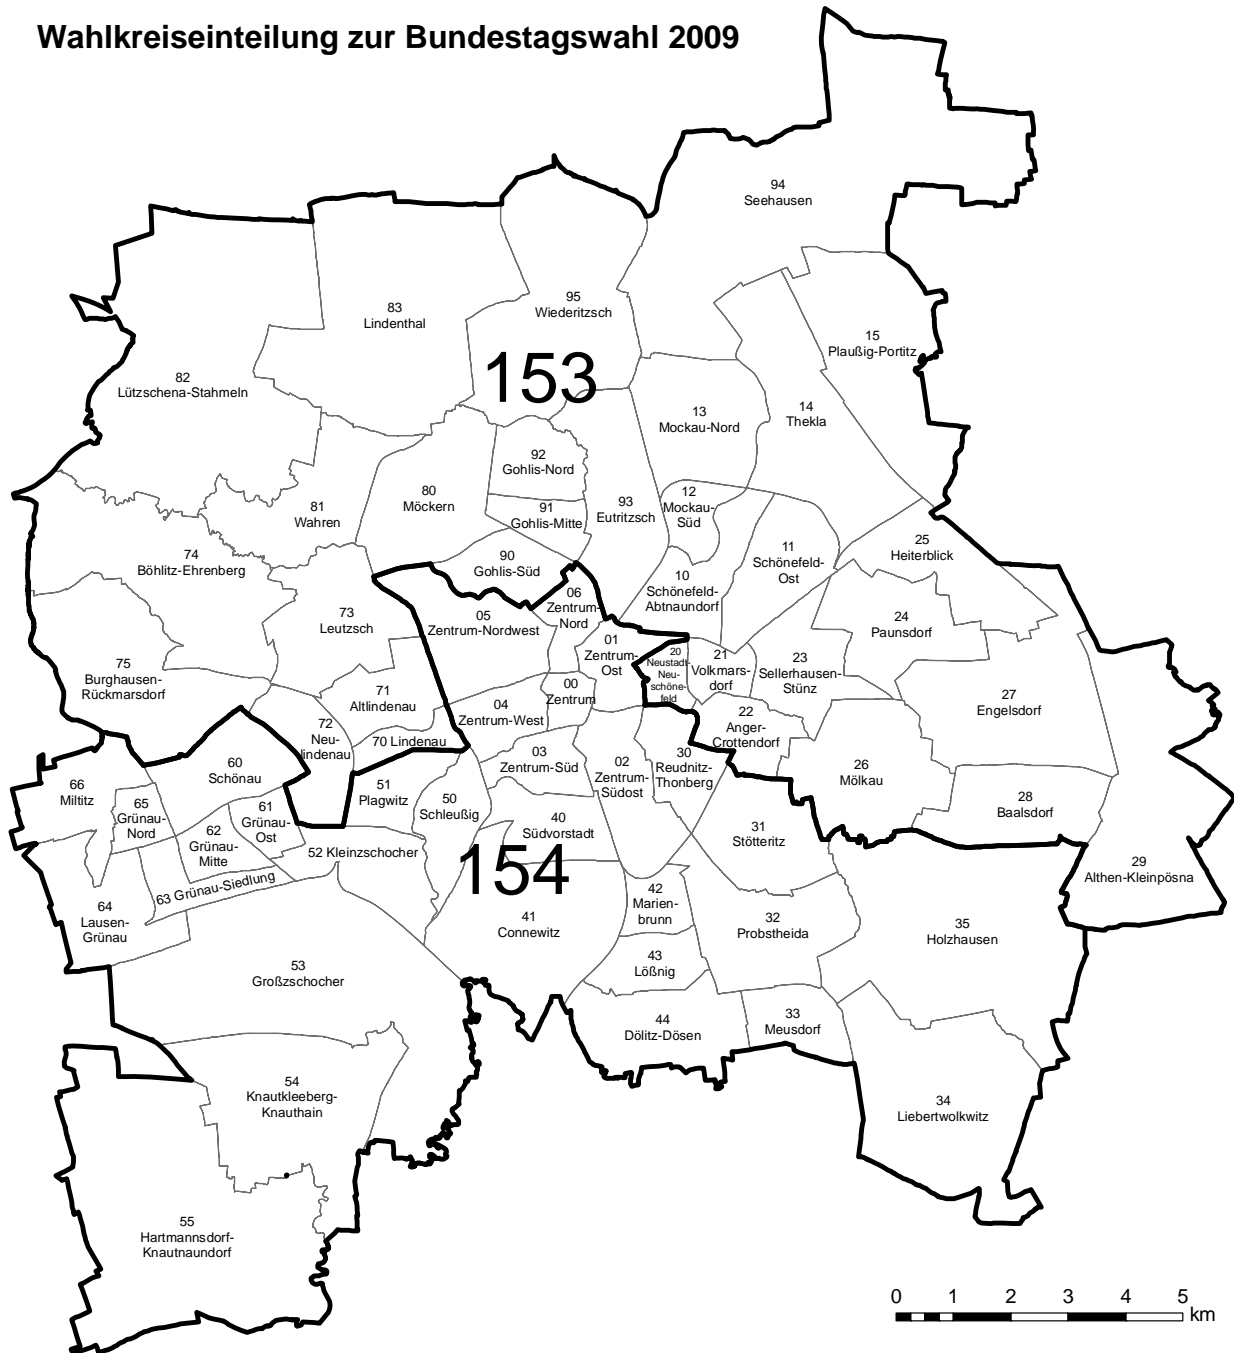 Wahlkreiseinteilung zur Bundestagswahl 2009
94
Seehausen
95
Wiederitzsch
83
Lindenthal
15
Plaußig-Portitz
82
Lützschena-Stahmeln
153
13
Mockau-Nord
14
Thekla
92
Gohlis-Nord
80
Möckern
81
Wahren
91
Gohlis-Mitte
93
Eutritzsch
12
Mockau-
Süd
74
Böhlitz-Ehrenberg
90
Gohlis-Süd
11
Schönefeld-
Ost
25
Heiterblick
10
Schönefeld-
Abtnaundorf
06
Zentrum-
Nord
05
Zentrum-Nordwest
73
Leutzsch
24
Paunsdorf
01
Zentrum-
Ost
20
Neustadt-
Neu-
schöne-
feld
21
Volkmars-
dorf
23
Sellerhausen-
Stünz
75
Burghausen-
Rückmarsdorf
71
Altlindenau
00
Zentrum
04
Zentrum-West
27
Engelsdorf
22
Anger-
Crottendorf
72
Neu-
lindenau
70 Lindenau
03
Zentrum-Süd
02
Zentrum-
Südost
30
Reudnitz-
Thonberg
26
Mölkau
60
Schönau
66
Miltitz
65
Grünau-
Nord
61
Grünau-
Ost
62
Grünau-
Mitte
51
Plagwitz
50
Schleußig
40
Südvorstadt
31
Stötteritz
28
Baalsdorf
52 Kleinzschocher
154
63 Grünau-Siedlung
29
Althen-Kleinpösna
64
Lausen-
Grünau
41
Connewitz
42
Marien-
brunn
32
Probstheida
35
Holzhausen
43
Lößnig
53
Großzschocher
44
Dölitz-Dösen
33
Meusdorf
54
Knautkleeberg-
Knauthain
34
Liebertwolkwitz
55
Hartmannsdorf-
Knautnaundorf
0 1 2 3 4 5
km